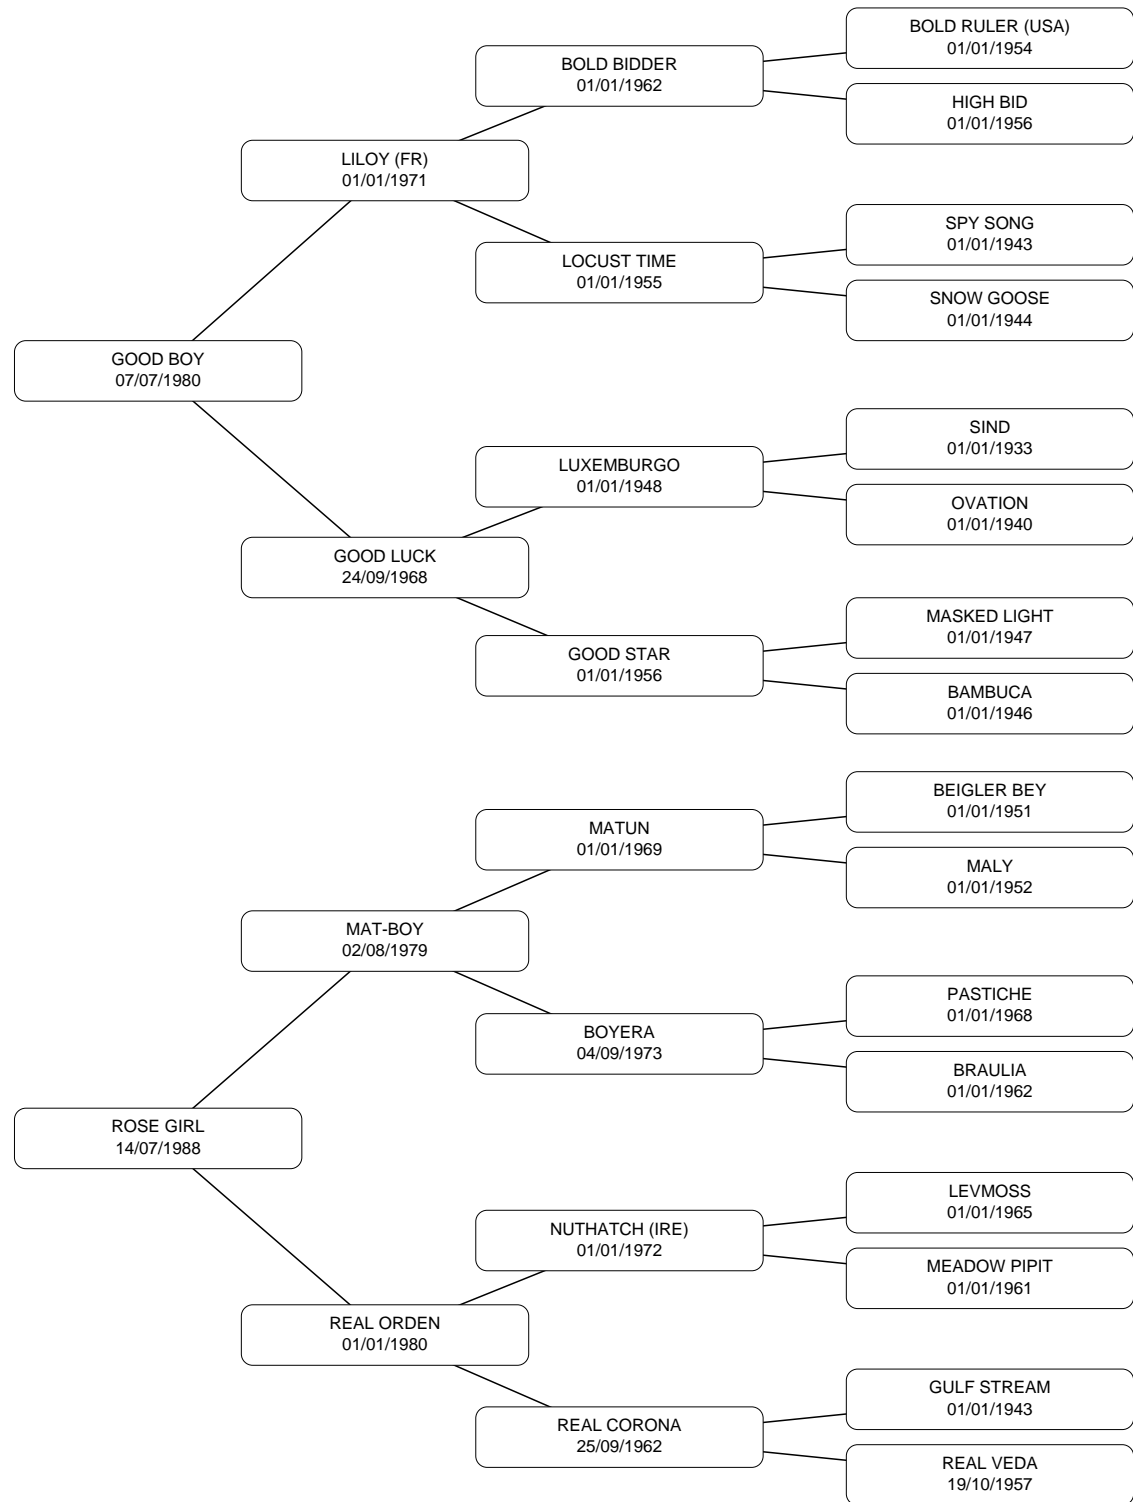 BOLD RULER (USA)
01/01/1954
BOLD BIDDER
01/01/1962
HIGH BID
01/01/1956
LILOY (FR)
01/01/1971
SPY SONG
01/01/1943
LOCUST TIME
01/01/1955
SNOW GOOSE
01/01/1944
GOOD BOY
07/07/1980
SIND
01/01/1933
LUXEMBURGO
01/01/1948
OVATION
01/01/1940
GOOD LUCK
24/09/1968
MASKED LIGHT
01/01/1947
GOOD STAR
01/01/1956
BAMBUCA
01/01/1946
BEIGLER BEY
01/01/1951
MATUN
01/01/1969
MALY
01/01/1952
MAT-BOY
02/08/1979
PASTICHE
01/01/1968
BOYERA
04/09/1973
BRAULIA
01/01/1962
ROSE GIRL
14/07/1988
LEVMOSS
01/01/1965
NUTHATCH (IRE)
01/01/1972
MEADOW PIPIT
01/01/1961
REAL ORDEN
01/01/1980
GULF STREAM
01/01/1943
REAL CORONA
25/09/1962
REAL VEDA
19/10/1957